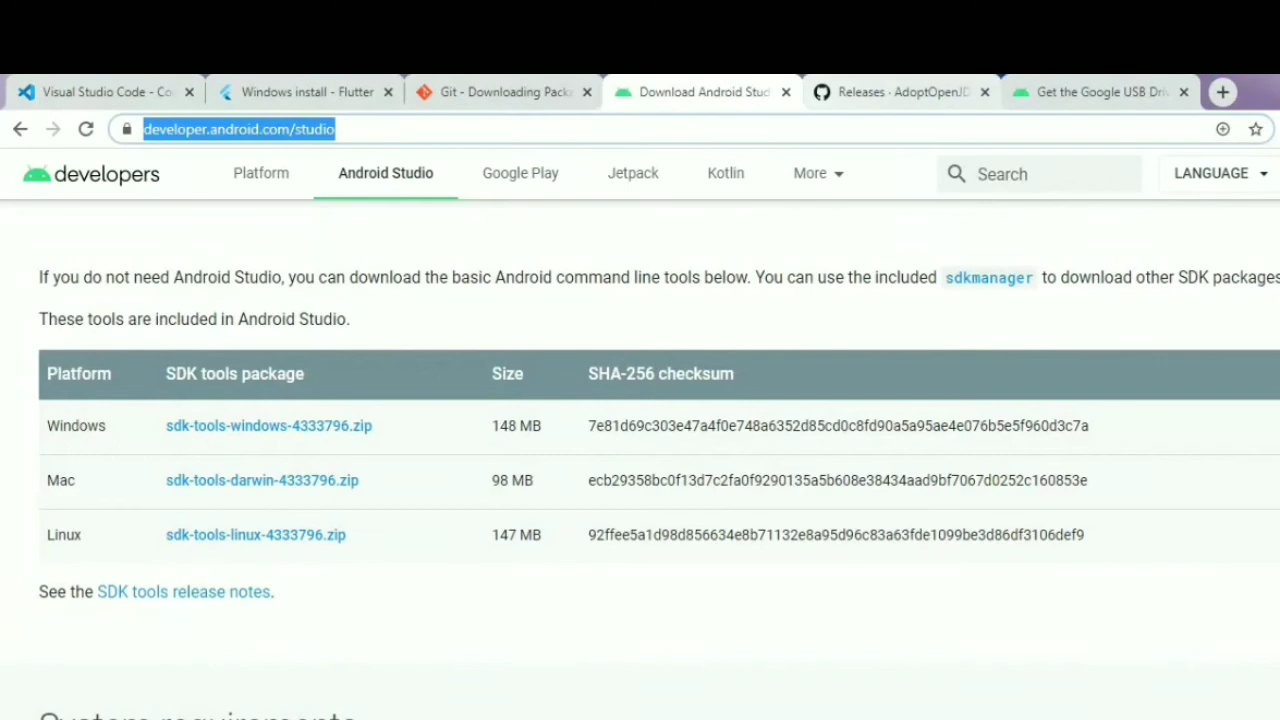 Visual Studio Code - Co
Windows install - Flutter
Git - Downloading Packa
Download Android Stud
Releases · AdoptOpenJD
Get the Google USB Driv
developer.android.com/studio
developers
Platform
Android Studio
Google Play
Jetpack
Kotlin
More
Search
LANGUAGE
If you do not need Android Studio, you can download the basic Android command line tools below. You can use the included sdkmanager to download other SDK packages
These tools are included in Android Studio.
Platform SDK tools package Size SHA-256 checksum
Windows sdk-tools-windows-4333796.zip 148 MB 7e81d69c303e47a4f0e748a6352d85cd0c8fd90a5a95ae4e076b5e5f960d3c7a
Mac sdk-tools-darwin-4333796.zip 98 MB ecb29358bc0f13d7c2fa0f9290135a5b608e38434aad9bf7067d0252c160853e
Linux sdk-tools-linux-4333796.zip 147 MB 92ffee5a1d98d856634e8b71132e8a95d96c83a63fde1099be3d86df3106def9
See the SDK tools release notes.
System requirements